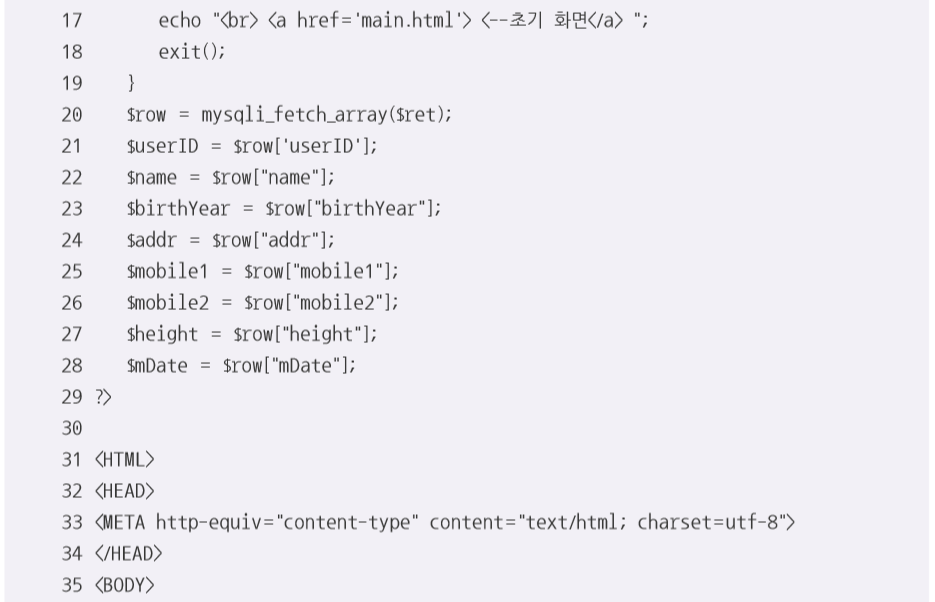 17 echo "<br> <a href='main.html'> <--초기 화면</a> ";
18 exit();
19 }
20 $row = mysqli_fetch_array($ret);
21 $userID = $row['userID'];
22 $name = $row["name"];
23 $birthYear = $row["birthYear"];
24 $addr = $row["addr"];
25 $mobile1 = $row["mobile1"];
26 $mobile2 = $row["mobile2"];
27 $height = $row["height"];
28 $mDate = $row["mDate"];
29 ?>
30
31 <HTML>
32 <HEAD>
33 <META http-equiv="content-type" content="text/html; charset=utf-8">
34 </HEAD>
35 <BODY>